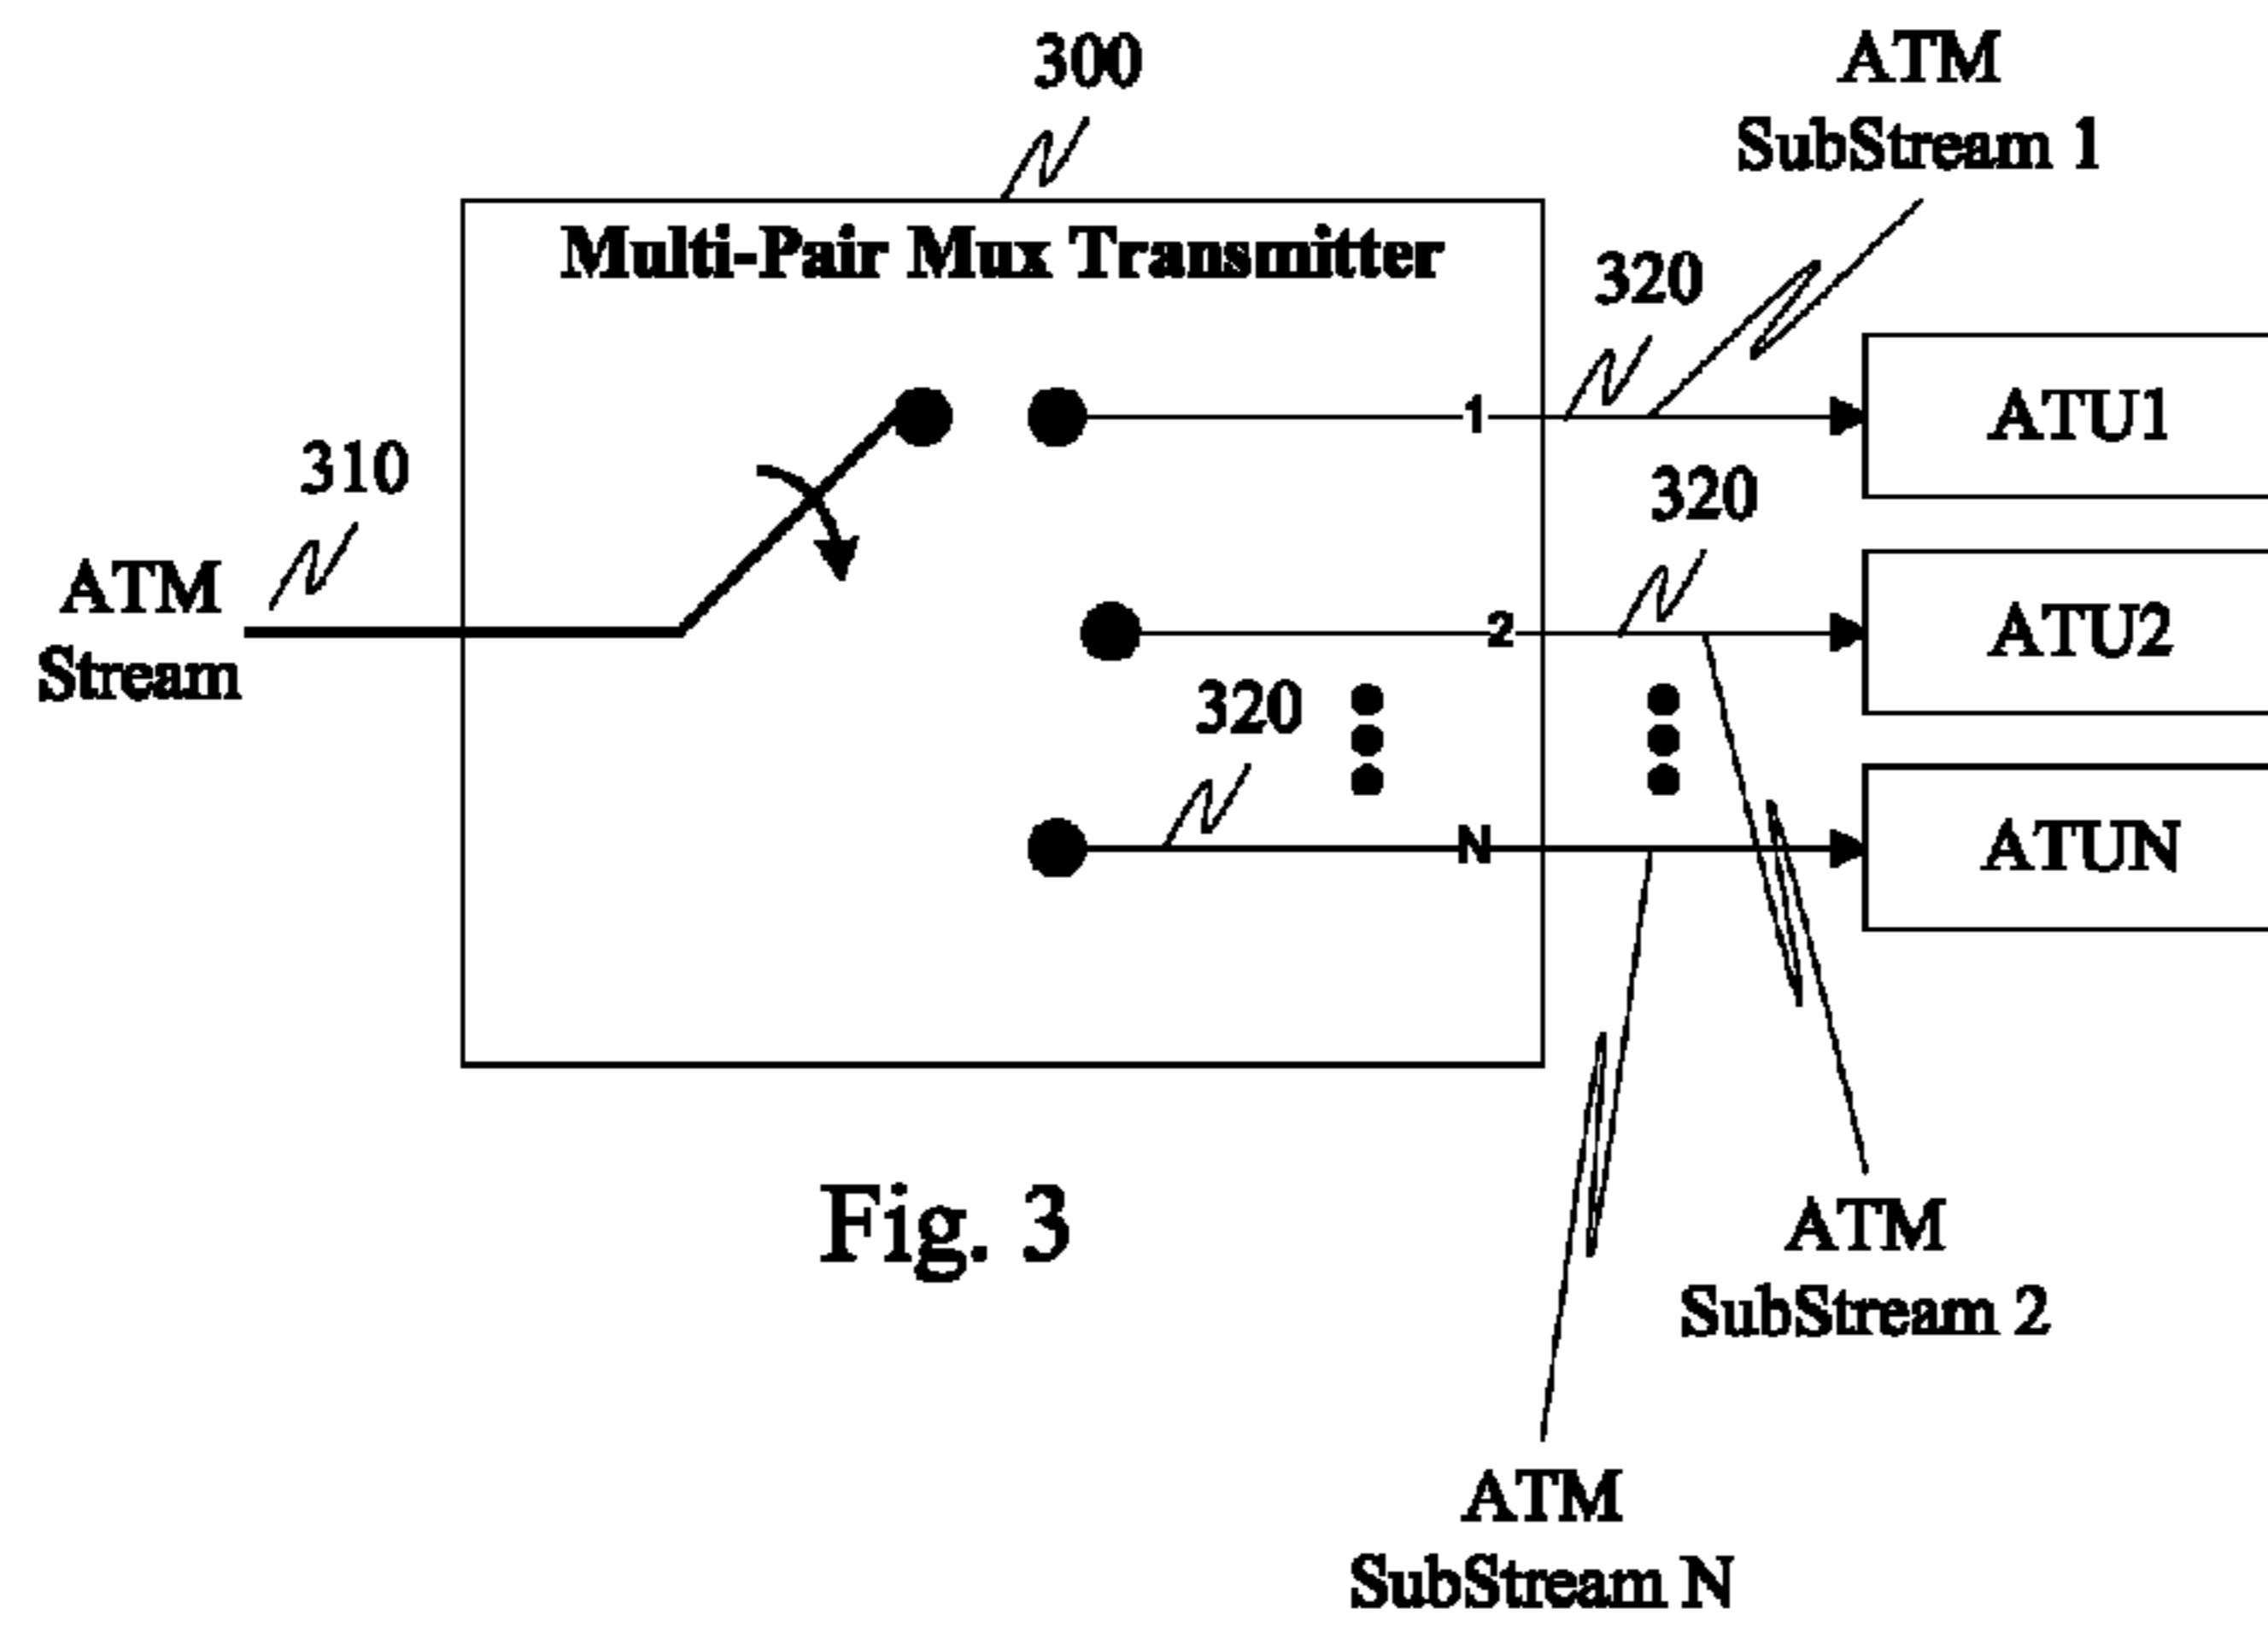 300
ATM
SubStream 1
Multi-Pair Mux Transmitter
320
310
1
ATU1
320
ATM
Stream
2
ATU2
320
N
ATUN
Fig. 3
ATM
SubStream 2
ATM
SubStream N